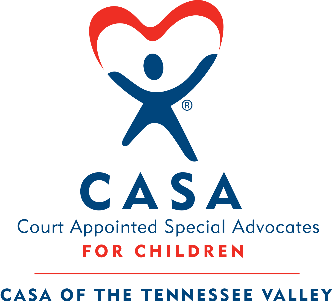 ®
CASA
Court Appointed Special Advocates
FOR CHILDREN
CASA OF THE TENNESSEE VALLEY